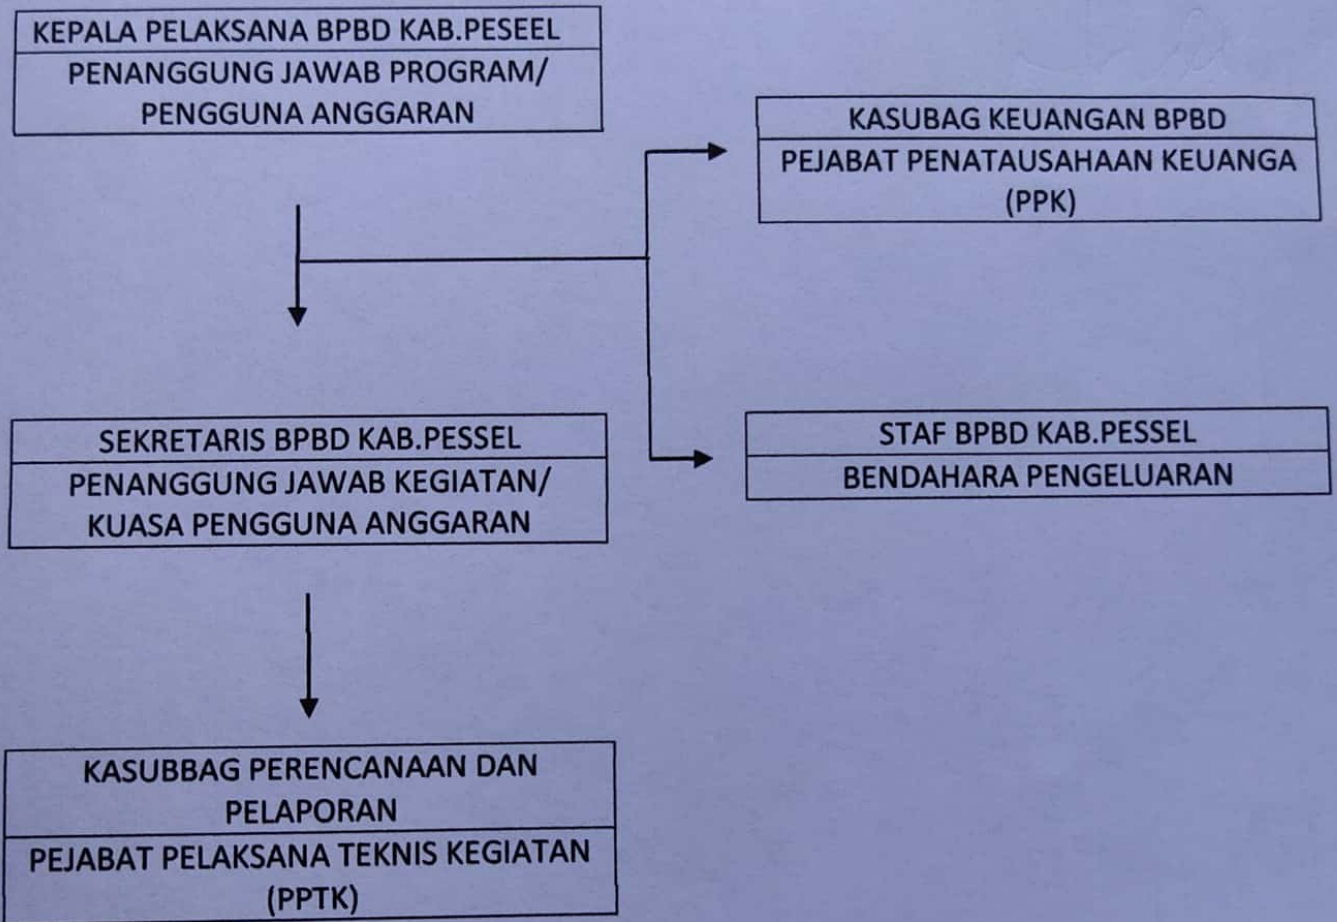 KEPALA PELAKSANA BPBD KAB.PESEEL
PENANGGUNG JAWAB PROGRAM/
PENGGUNA ANGGARAN
KASUBAG KEUANGAN BPBD
PEJABAT PENATAUSAHAAN KEUANGA
(PPK)
SEKRETARIS BPBD KAB.PESSEL
PENANGGUNG JAWAB KEGIATAN/
KUASA PENGGUNA ANGGARAN
STAF BPBD KAB.PESSEL
BENDAHARA PENGELUARAN
KASUBBAG PERENCANAAN DAN
PELAPORAN
PEJABAT PELAKSANA TEKNIS KEGIATAN
(PPTK)